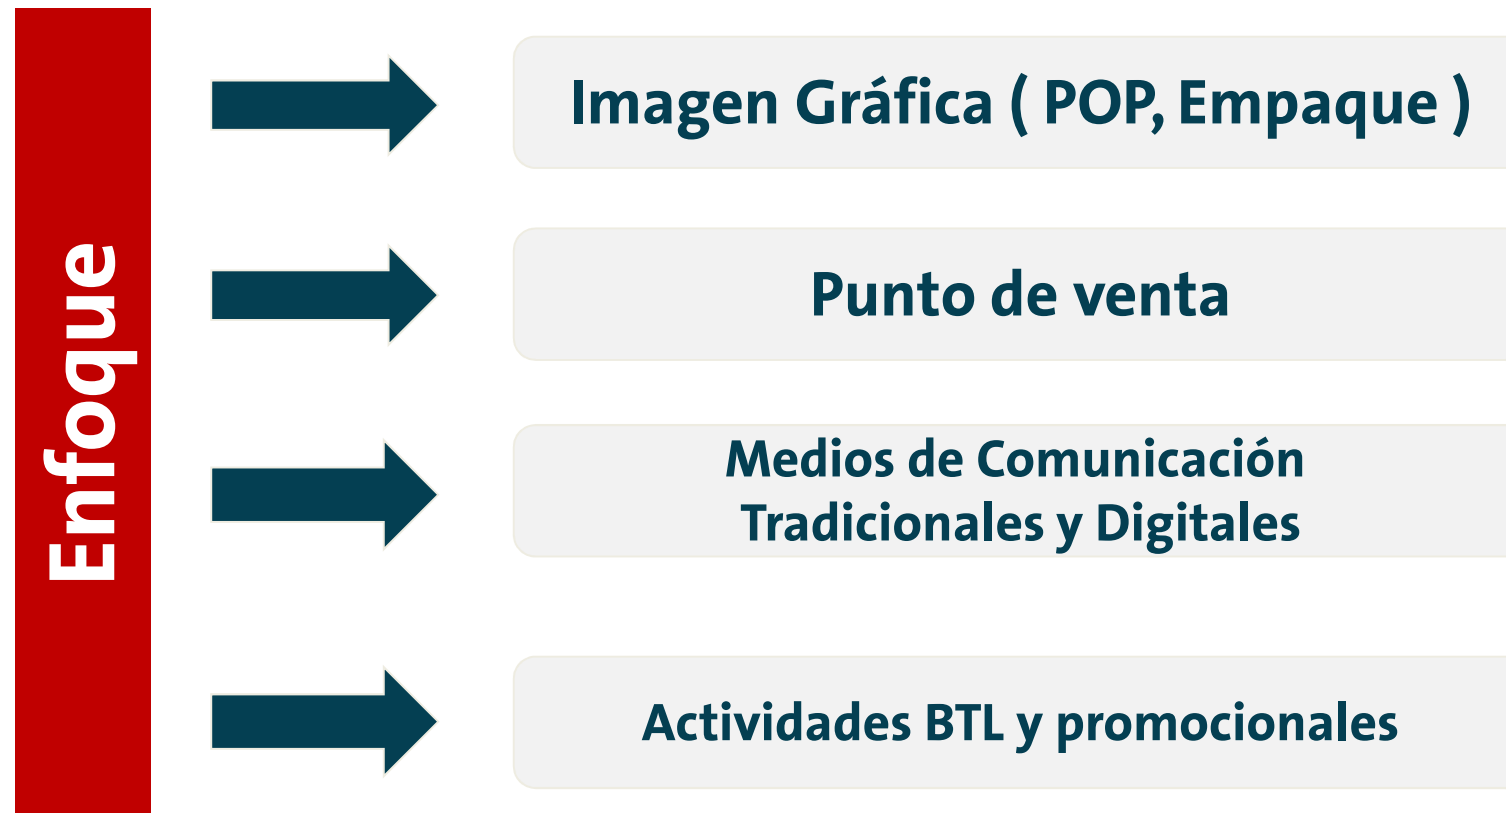 Enfoque
Imagen Gráfica ( POP, Empaque )
Punto de venta
Medios de Comunicación
Tradicionales y Digitales
Actividades BTL y promocionales